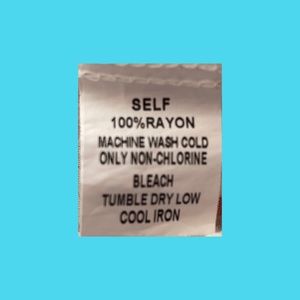 SELF
100%RAYON
MACHINE WASH COLD
ONLY NON-CHLORINE
BLEACH
TUMBLE DRY LOW
COOL IRON